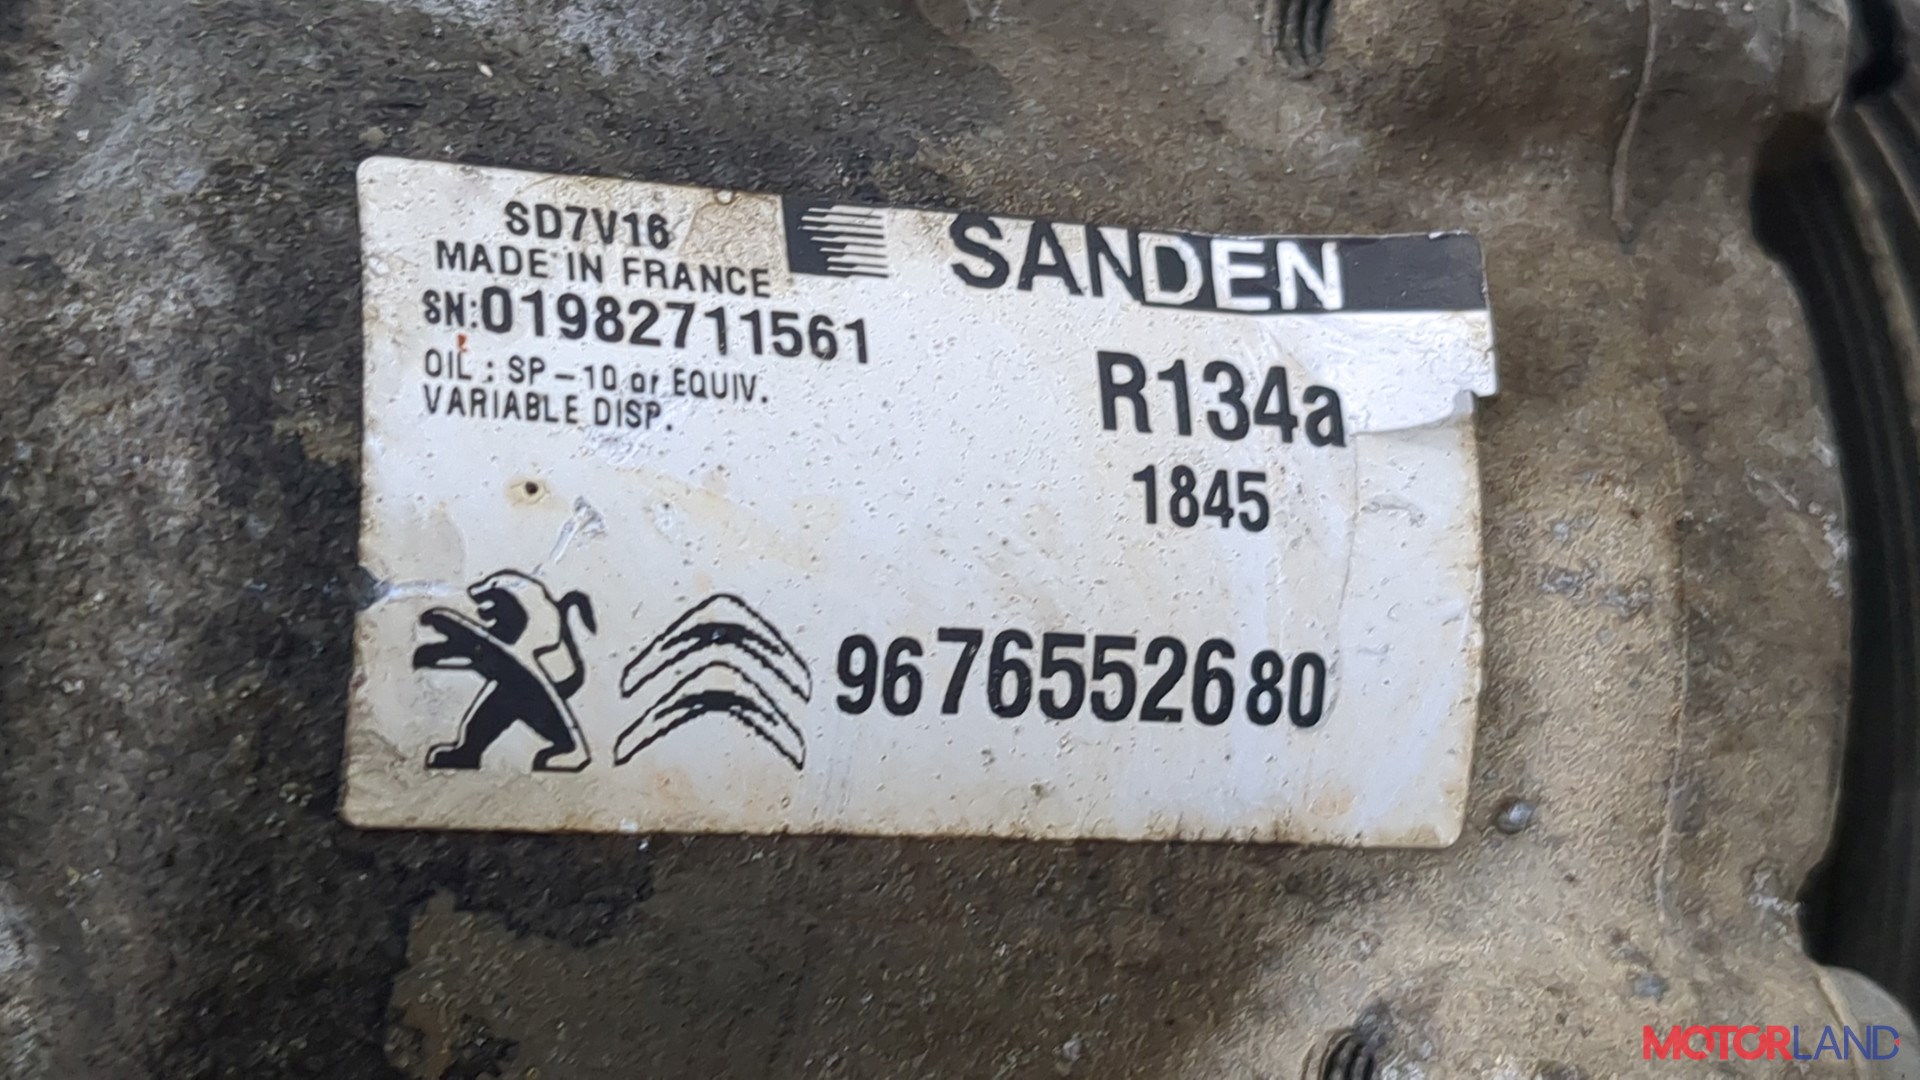 SD7V16
MADE IN FRANCE
SN:01982711561
OIL : SP-10 or EQUIV.
VARIABLE DISP.
SANDEN
R134a
1845
9676552680
MOTORLAND